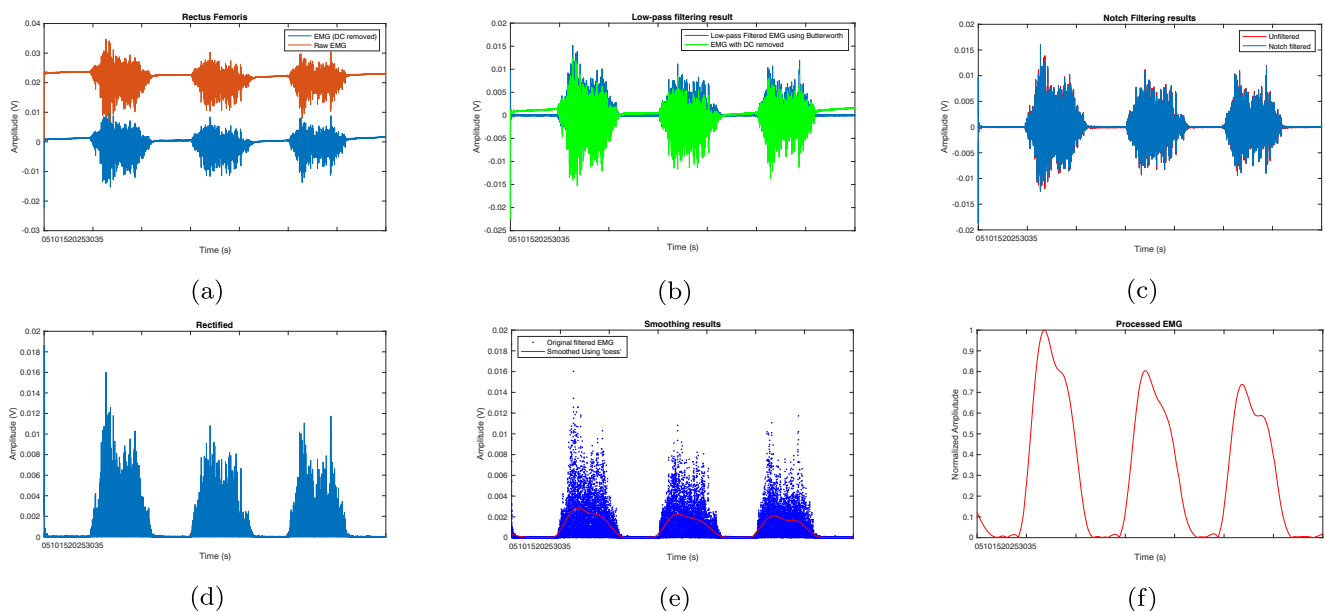 Rectus Femoris
0.04
0.03
0.02
0.01
0
-0.01
-0.02
-0.03
Amplitude (V)
EMG (DC removed)
Raw EMG
05101520253035
Time (s)
(a)
Low-pass filtering result
0.02
0.015
0.01
0.005
0
-0.005
-0.01
-0.015
-0.02
-0.025
Amplitude (V)
Low-pass Filtered EMG using Butterworth
EMG with DC removed
05101520253035
Time (s)
(b)
Notch Filtering results
0.02
0.015
0.01
0.005
0
-0.005
-0.01
-0.015
-0.02
Amplitude (V)
Unfiltered
Notch filtered
05101520253035
Time (s)
(c)
Rectified
0.02
0.018
0.016
0.014
0.012
0.01
0.008
0.006
0.004
0.002
0
Amplitude (V)
05101520253035
Time (s)
(d)
Smoothing results
0.02
0.018
0.016
0.014
0.012
0.01
0.008
0.006
0.004
0.002
0
Amplitude (V)
Original filtered EMG
Smoothed Using 'loess'
05101520253035
Time (s)
(e)
Processed EMG
1
0.9
0.8
0.7
0.6
0.5
0.4
0.3
0.2
0.1
0
Normalized Ampliutude
05101520253035
Time (s)
(f)